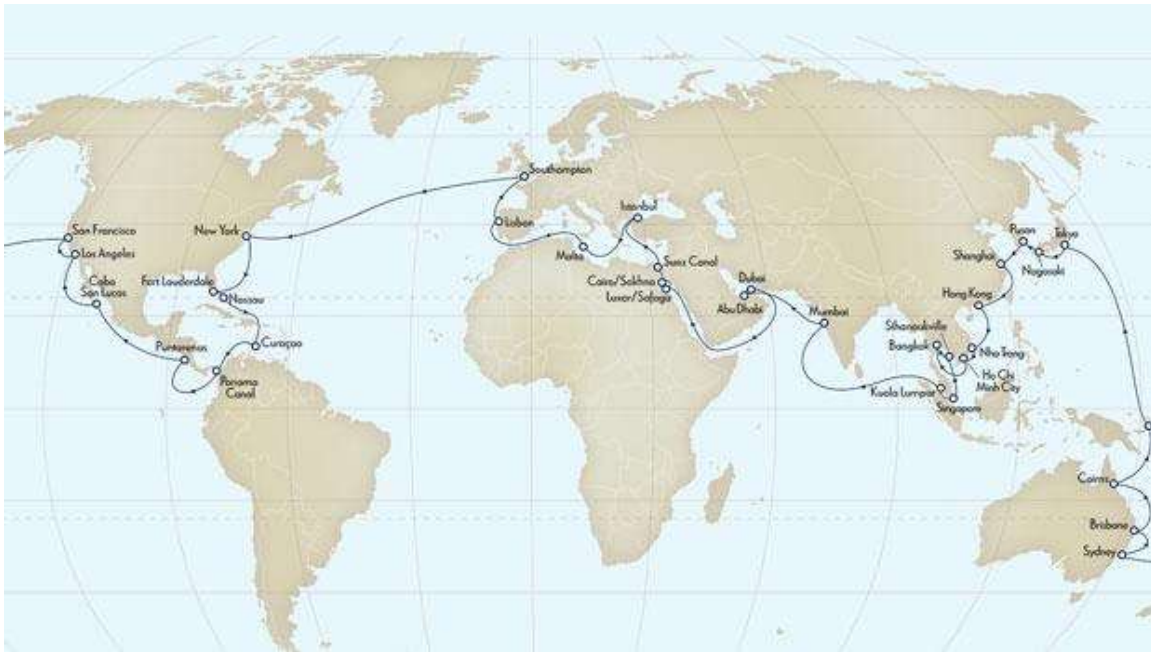 Southampton
San Francisco
New York
Lisbon
Istanbul
Los Angeles
Malta
Suez Canal
Fort Lauderdale
Nassau
Cabo
San Lucas
Cairo/Sokhna
Luxor/Safaga
Dubai
Abu Dhabi
Mumbai
Pusan
Tokyo
Shanghai
Nagasaki
Hong Kong
Sihanoukville
Bangkok
Nha Trang
Ho Chi
Minh City
Kuala Lumpur
Singapore
Puntarenas
Curaçao
Panama
Canal
Cairns
Brisbane
Sydney